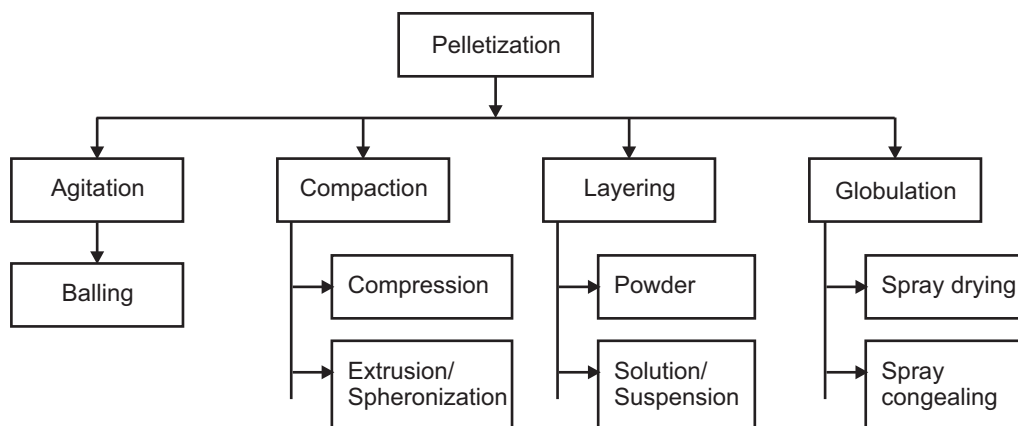 Pelletization
Agitation
Compaction
Layering
Globulation
Balling
Compression
Powder
Spray drying
Extrusion/
Spheronization
Solution/
Suspension
Spray
congealing